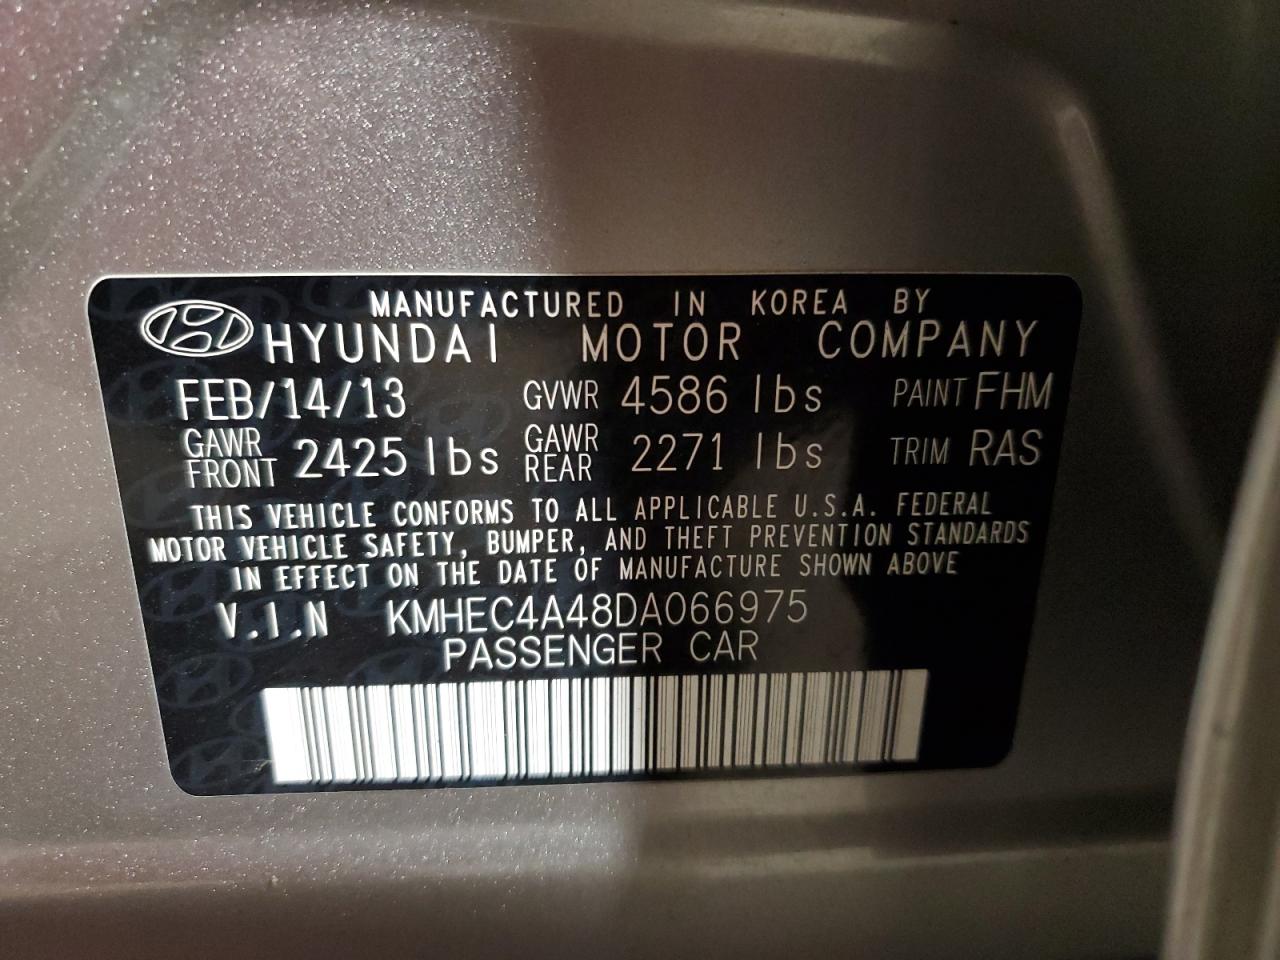 MANUFACTURED IN KOREA BY
HYUNDAI MOTOR COMPANY
FEB/14/13 GVWR 4586 lbs PAINT FHM
GAWR FRONT 2425 lbs GAWR REAR 2271 lbs TRIM RAS
THIS VEHICLE CONFORMS TO ALL APPLICABLE U.S.A. FEDERAL
MOTOR VEHICLE SAFETY, BUMPER, AND THEFT PREVENTION STANDARDS
IN EFFECT ON THE DATE OF MANUFACTURE SHOWN ABOVE
V.I.N KMHEC4A48DA066975
PASSENGER CAR